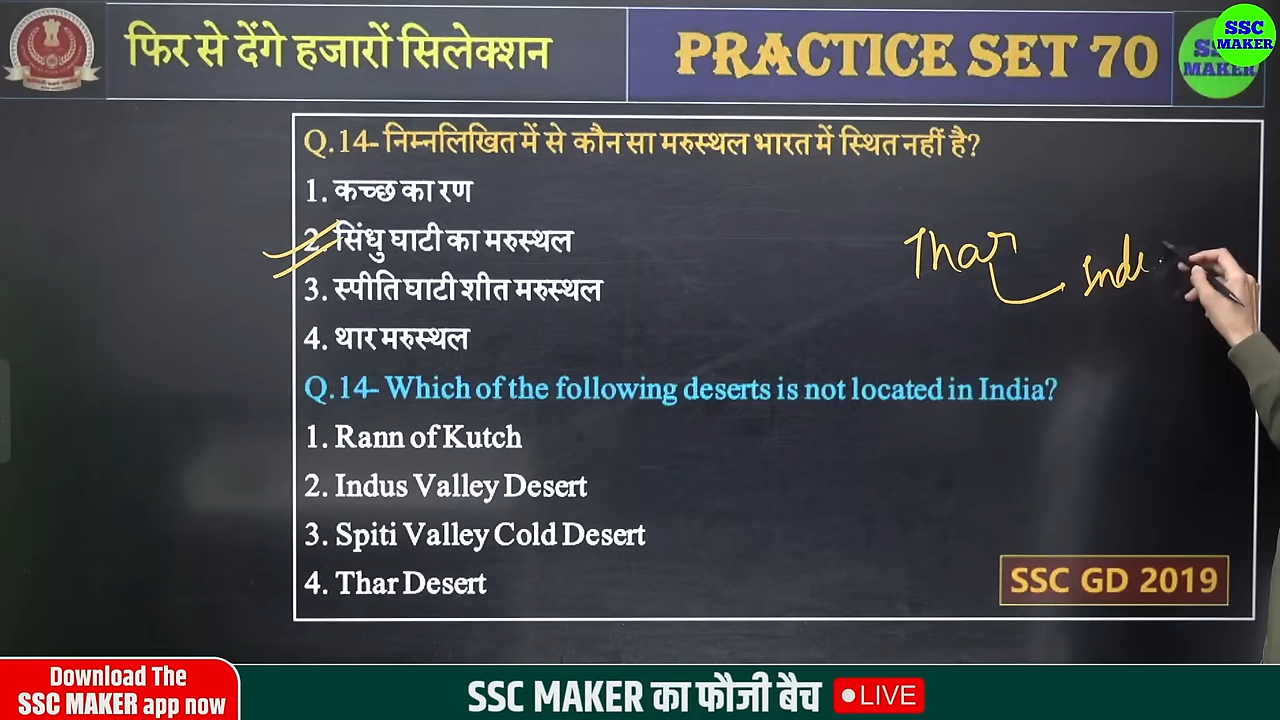 फिर से देंगे हजारों सिलेक्शन
PRACTICE SET 70
SSC
MAKER
MAKER
Q.14- निम्नलिखित में से कौन सा मरुस्थल भारत में स्थित नहीं है?
1. कच्छ का रण
2. सिंधु घाटी का मरुस्थल
3. स्पीति घाटी शीत मरुस्थल
4. थार मरुस्थल
Thar
Indi
Q.14- Which of the following deserts is not located in India?
1. Rann of Kutch
2. Indus Valley Desert
3. Spiti Valley Cold Desert
4. Thar Desert
SSC GD 2019
Download The
SSC MAKER app now
SSC MAKER का फौजी बैच
LIVE